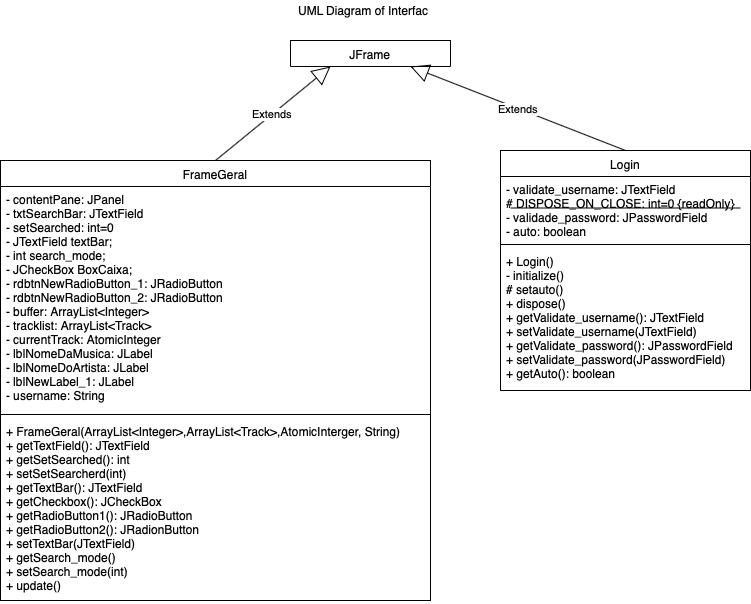 UML Diagram of Interfac
JFrame
Extends
Extends
FrameGeral
- contentPane: JPanel
- txtSearchBar: JTextField
- setSearched: int=0
- JTextField textBar;
- int search_mode;
- JCheckBox BoxCaixa;
- rdbtnNewRadioButton_1: JRadioButton
- rdbtnNewRadioButton_2: JRadioButton
- buffer: ArrayList<Integer>
- tracklist: ArrayList<Track>
- currentTrack: AtomicInteger
- lblNomeDaMusica: JLabel
- lblNomeDoArtista: JLabel
- lblNewLabel_1: JLabel
- username: String
+ FrameGeral(ArrayList<Integer>,ArrayList<Track>,AtomicInterger, String)
+ getTextField(): JTextField
+ getSetSearched(): int
+ setSetSearcherd(int)
+ getTextBar(): JTextField
+ getCheckbox(): JCheckBox
+ getRadioButton1(): JRadioButton
+ getRadioButton2(): JRadionButton
+ setTextBar(JTextField)
+ getSearch_mode()
+ setSearch_mode(int)
+ update()
Login
- validate_username: JTextField
# DISPOSE_ON_CLOSE: int=0 {readOnly}
- validade_password: JPasswordField
- auto: boolean
+ Login()
- initialize()
# setauto()
+ dispose()
+ getValidate_username(): JTextField
+ setValidate_username(JTextField)
+ getValidate_password(): JPasswordField
+ setValidate_password(JPasswordField)
+ getAuto(): boolean